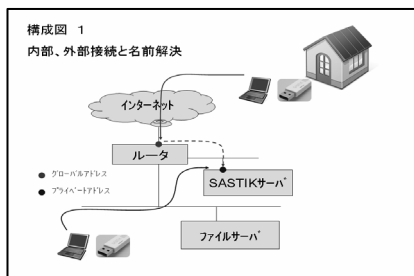 構成図 1
内部、外部接続と名前解決
インターネット
ルータ
グローバルアドレス
プライベートアドレス
SASTIKサーバ
ファイルサーバ